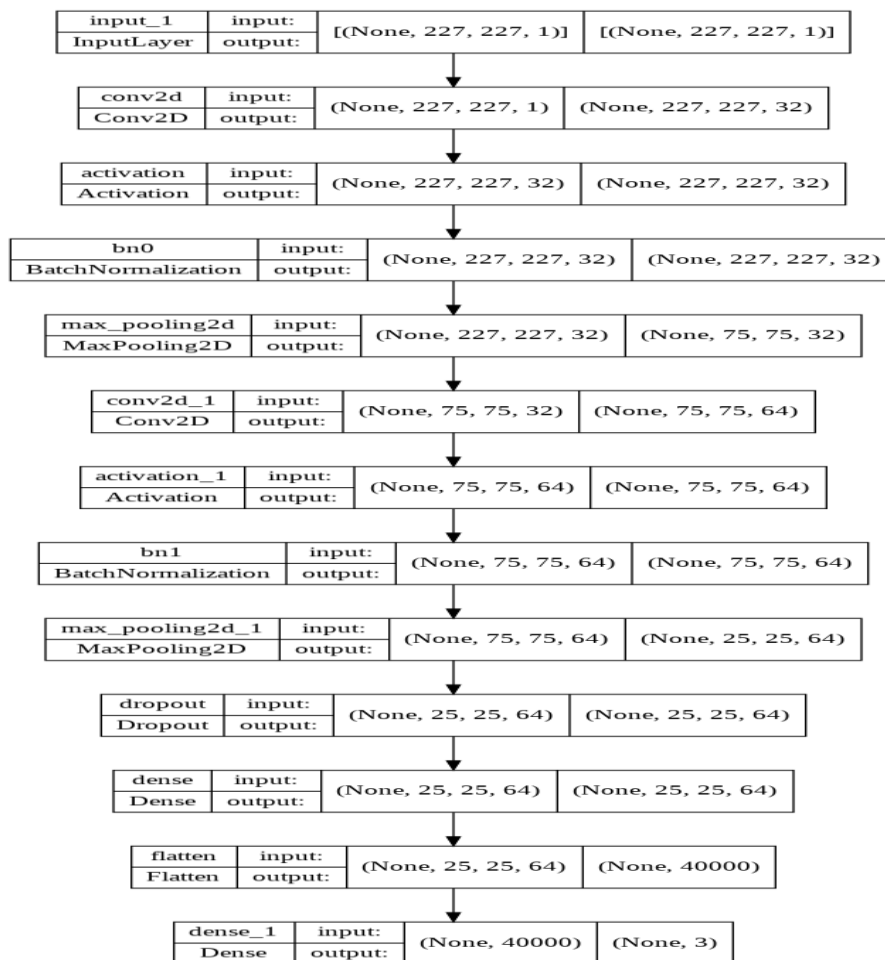 input_1 input: [(None, 227, 227, 1)] [(None, 227, 227, 1)]
InputLayer output:
conv2d input: (None, 227, 227, 1) (None, 227, 227, 32)
Conv2D output:
activation input: (None, 227, 227, 32) (None, 227, 227, 32)
Activation output:
bn0 input: (None, 227, 227, 32) (None, 227, 227, 32)
BatchNormalization output:
max_pooling2d input: (None, 227, 227, 32) (None, 75, 75, 32)
MaxPooling2D output:
conv2d_1 input: (None, 75, 75, 32) (None, 75, 75, 64)
Conv2D output:
activation_1 input: (None, 75, 75, 64) (None, 75, 75, 64)
Activation output:
bn1 input: (None, 75, 75, 64) (None, 75, 75, 64)
BatchNormalization output:
max_pooling2d_1 input: (None, 75, 75, 64) (None, 25, 25, 64)
MaxPooling2D output:
dropout input: (None, 25, 25, 64) (None, 25, 25, 64)
Dropout output:
dense input: (None, 25, 25, 64) (None, 25, 25, 64)
Dense output:
flatten input: (None, 25, 25, 64) (None, 40000)
Flatten output:
dense_1 input: (None, 40000) (None, 3)
Dense output: